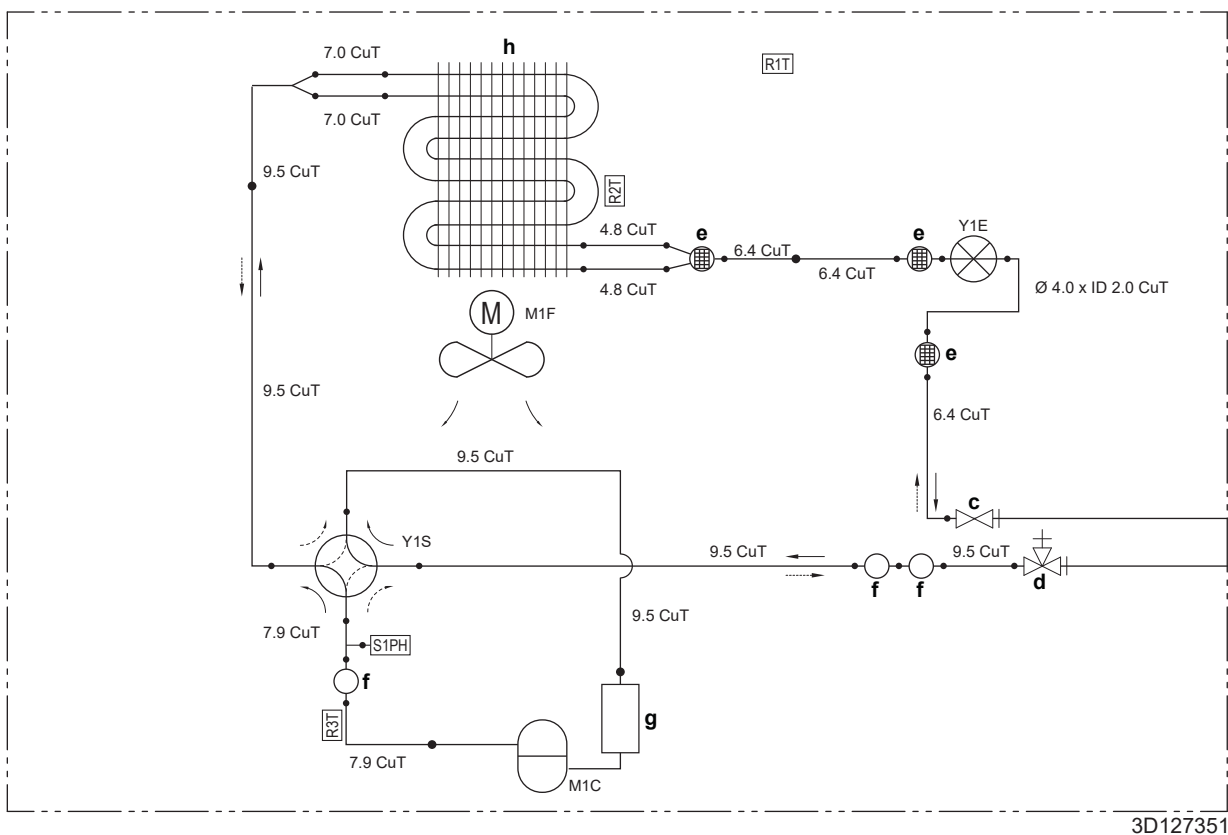 7.0 CuT
h
R1T
7.0 CuT
9.5 CuT
R2T
4.8 CuT
e
6.4 CuT
e
Y1E
6.4 CuT
4.8 CuT
Ø 4.0 x ID 2.0 CuT
M
M1F
e
9.5 CuT
6.4 CuT
9.5 CuT
c
Y1S
9.5 CuT
9.5 CuT
f
f
d
7.9 CuT
9.5 CuT
S1PH
f
g
R3T
7.9 CuT
M1C
3D127351